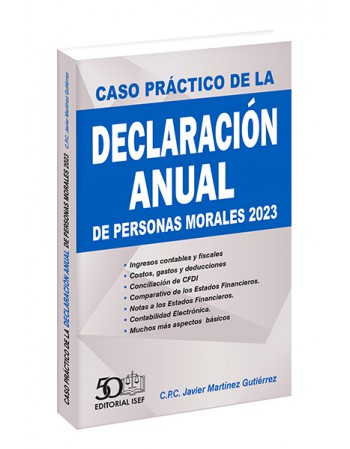 CASO PRÁCTICO DE LA
DECLARACIÓN
ANUAL
DE PERSONAS MORALES 2023
• Ingresos contables y fiscales
• Costos, gastos y deducciones
• Conciliación de CFDI
• Comparativo de los Estados Financieros.
• Notas a los Estados Financieros.
• Contabilidad Electrónica.
• Muchos más aspectos básicos
C.P.C. Javier Martínez Gutiérrez
50
EDITORIAL ISEF
CASO PRÁCTICO DE LA DECLARACIÓN ANUAL DE PERSONAS MORALES 2023 C.P.C. Javier Martínez Gutiérrez